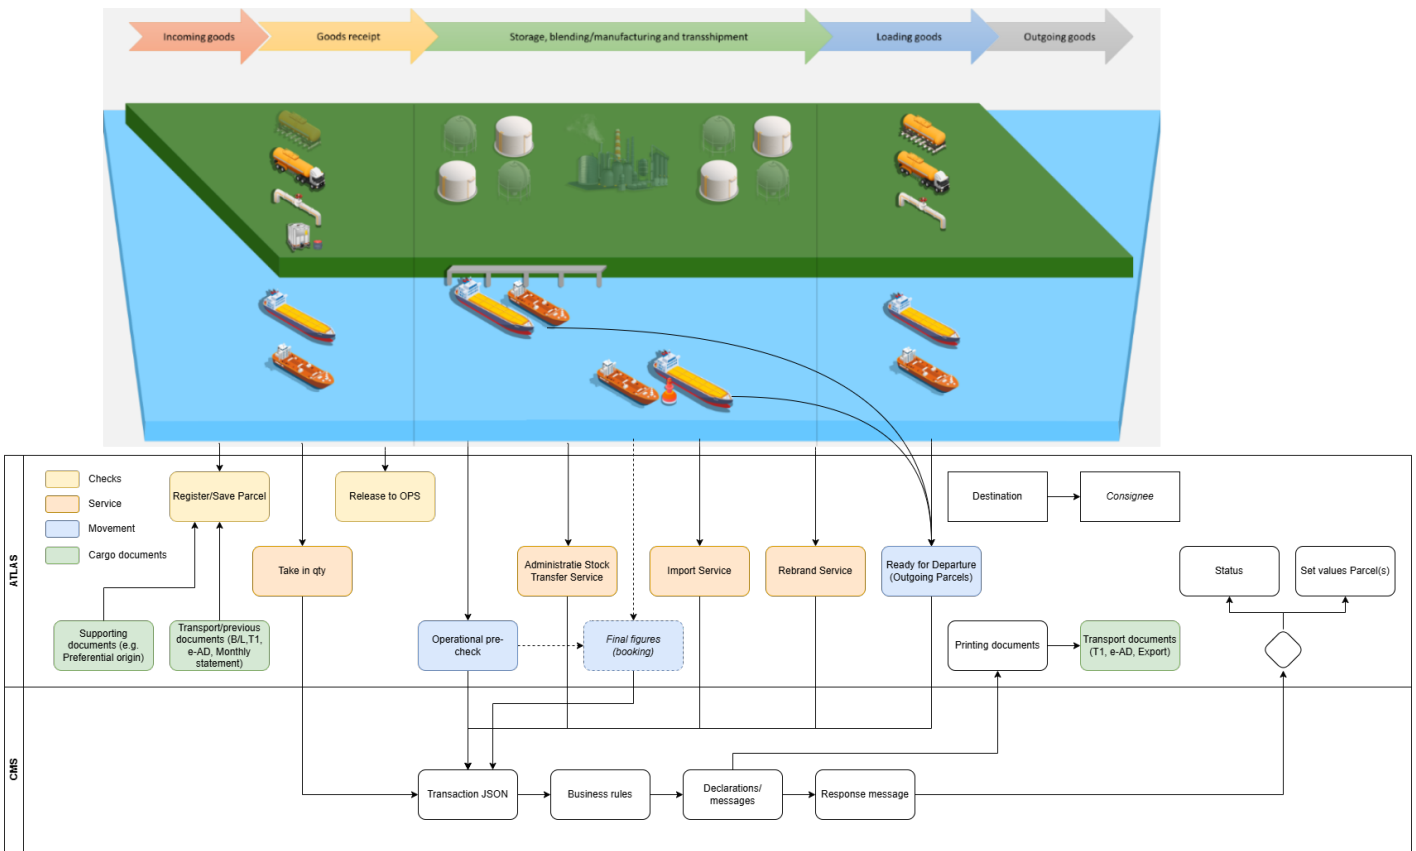 Incoming goods
Goods receipt
Storage, blending/manufacturing and transshipment
Loading goods
Outgoing goods
ATLAS
Checks
Service
Movement
Cargo documents
Register/Save Parcel
Release to OPS
Destination
Consignee
Take in qty
Administratie Stock
Transfer Service
Import Service
Rebrand Service
Ready for Departure
(Outgoing Parcels)
Status
Set values Parcel(s)
Supporting
documents (e.g.
Preferential origin)
Transport/previous
documents (B/L,T1,
e-AD, Monthly
statement)
Operational pre-
check
Final figures
(booking)
Printing documents
Transport documents
(T1, e-AD, Export)
CMS
Transaction JSON
Business rules
Declarations/
messages
Response message